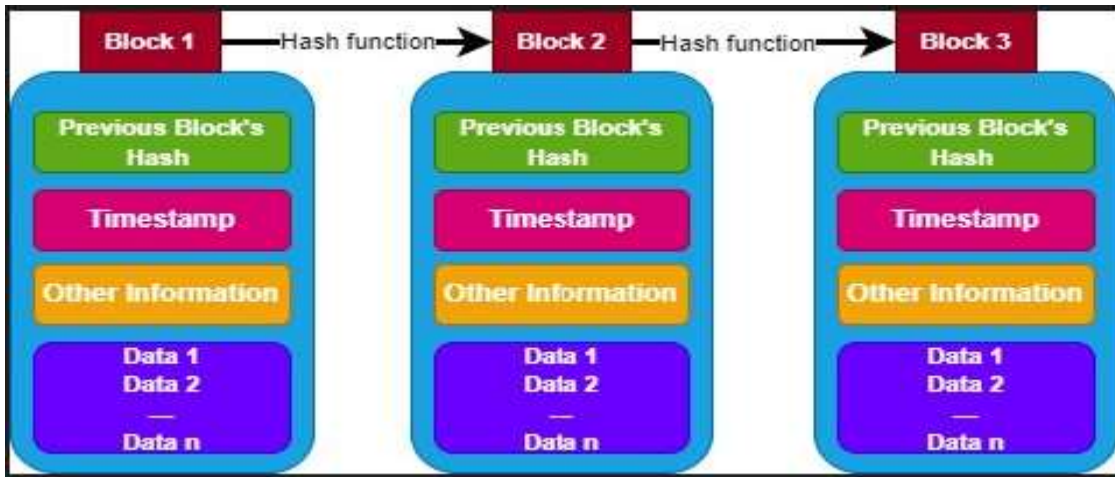 Block 1
Hash function
Block 2
Hash function
Block 3
Previous Block's
Hash
Timestamp
Other Information
Data 1
Data 2
—
Data n
Previous Block's
Hash
Timestamp
Other Information
Data 1
Data 2
—
Data n
Previous Block's
Hash
Timestamp
Other Information
Data 1
Data 2
—
Data n